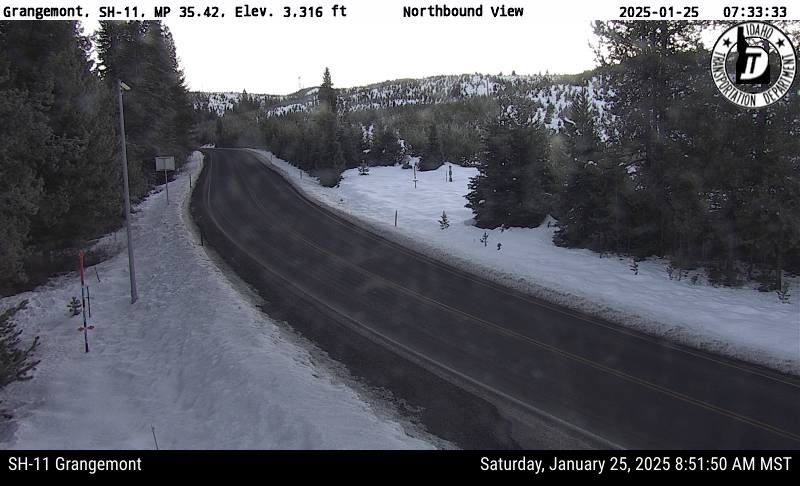 Grangemont, SH-11, MP 35.42, Elev. 3,316 ft Northbound View 2025-01-25 07:33:33
IDAHO
TRANSPORTATION DEPARTMENT
SH-11 Grangemont Saturday, January 25, 2025 8:51:50 AM MST